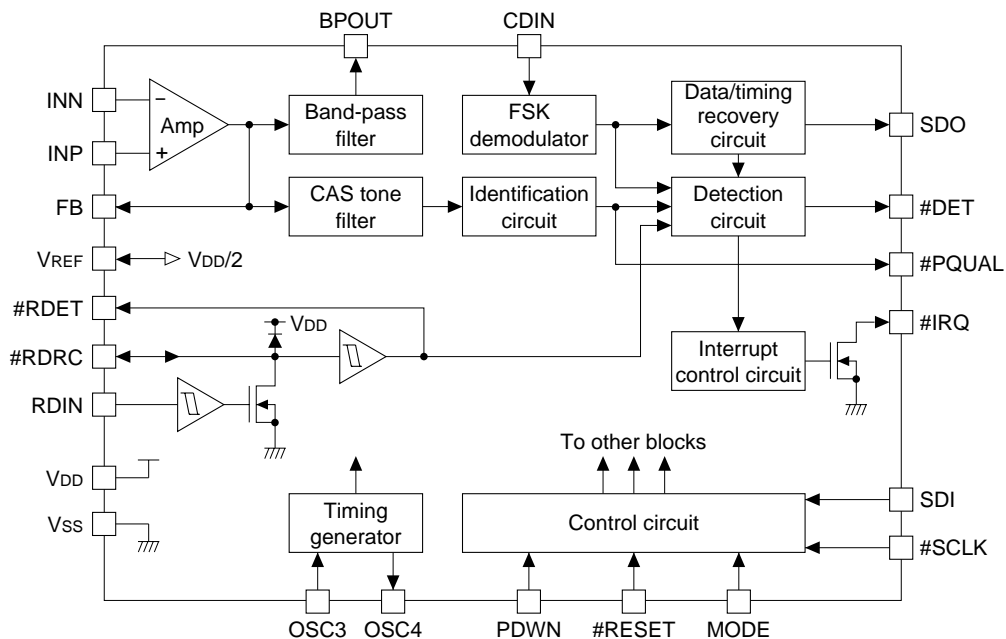 BPOUT
CDIN
INN
INP
FB
VREF
#RDET
#RDRC
RDIN
VDD
VSS
−
Amp
+
Band-pass
filter
FSK
demodulator
Data/timing
recovery
circuit
CAS tone
filter
Identification
circuit
Detection
circuit
VDD/2
VDD
Interrupt
control circuit
SDO
#DET
#PQUAL
#IRQ
To other blocks
Timing
generator
Control circuit
SDI
#SCLK
OSC3
OSC4
PDWN
#RESET
MODE